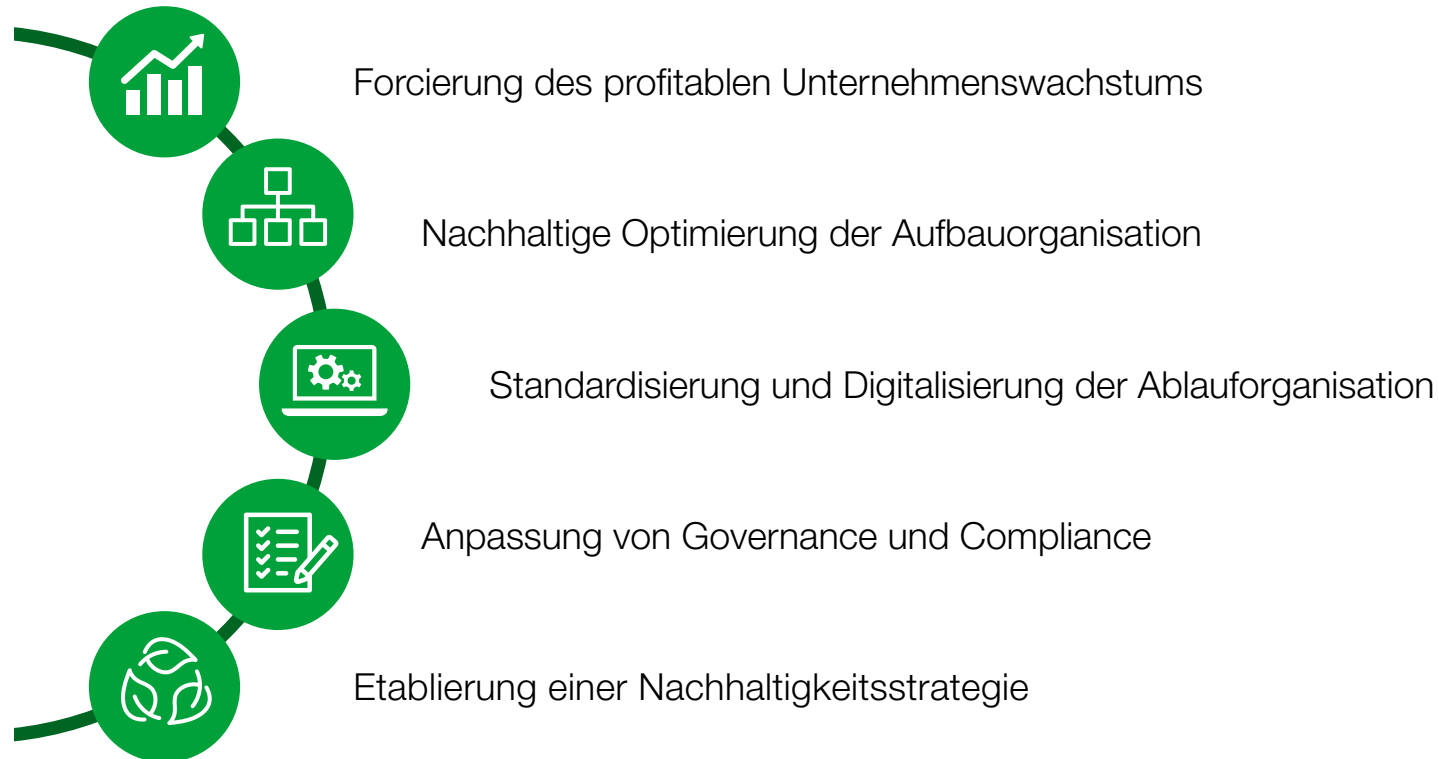 Forcierung des profitablen Unternehmenswachstums
Nachhaltige Optimierung der Aufbauorganisation
Standardisierung und Digitalisierung der Ablauforganisation
Anpassung von Governance und Compliance
Etablierung einer Nachhaltigkeitsstrategie